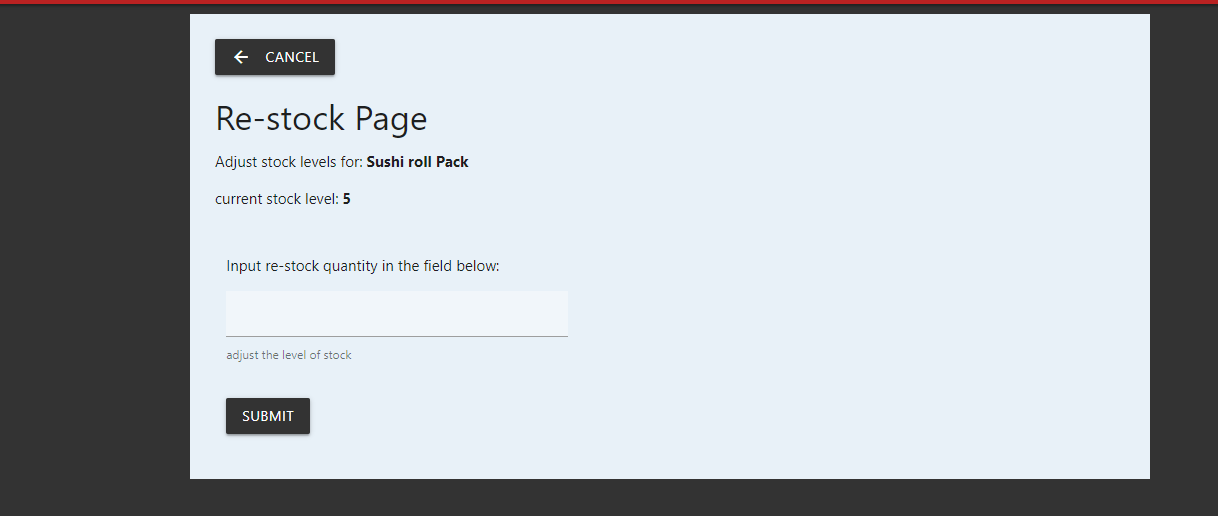 CANCEL
Re-stock Page
Adjust stock levels for: Sushi roll Pack
current stock level: 5
Input re-stock quantity in the field below:
adjust the level of stock
SUBMIT